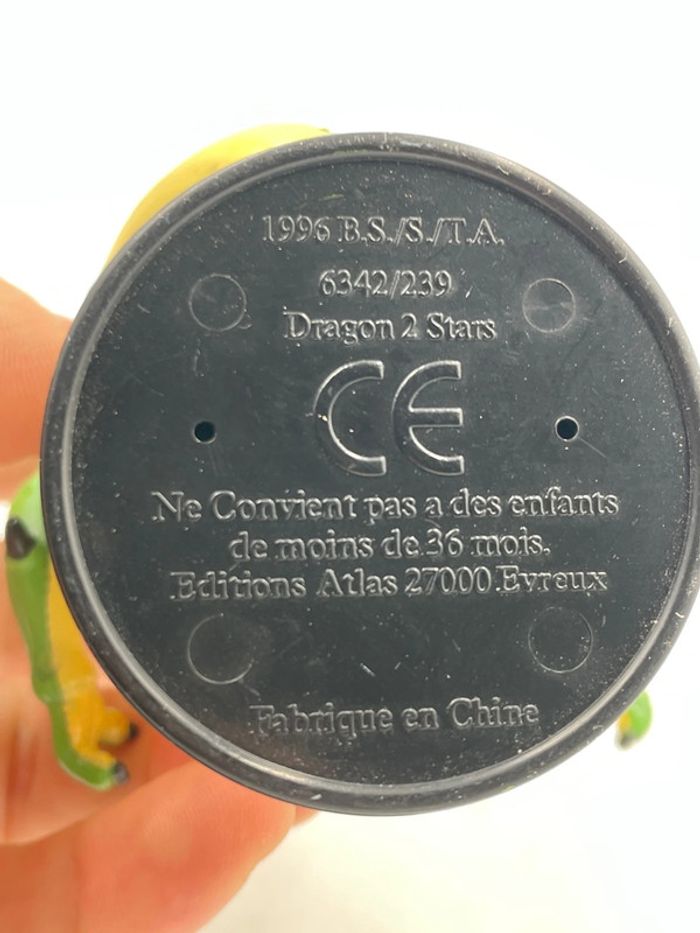 1996 B.S./S./T.A.
6342/239
Dragon 2 Stars
CE
Ne Convient pas a des enfants
de moins de 36 mois.
Editions Atlas 27000 Evreux
Fabrique en Chine